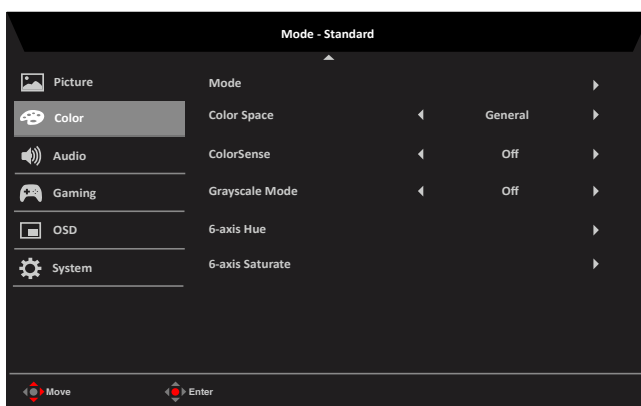 Mode - Standard
Picture
Mode
Color
Color Space General
Audio
ColorSense Off
Gaming
Grayscale Mode Off
OSD
6-axis Hue
System
6-axis Saturate
Move Enter